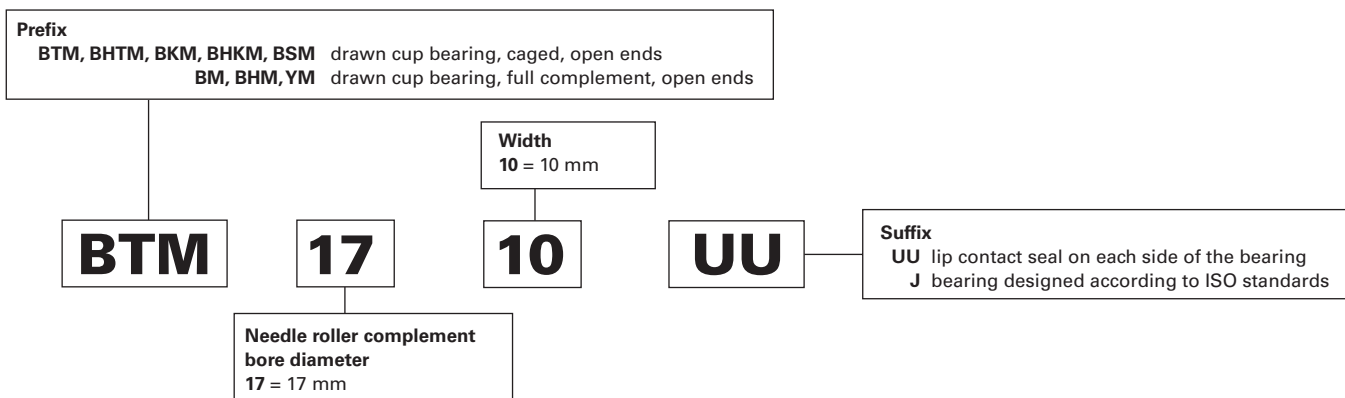 Prefix
BTM, BHTM, BKM, BHKM, BSM drawn cup bearing, caged, open ends
BM, BHM, YM drawn cup bearing, full complement, open ends
Width
10 = 10 mm
BTM 17 10 UU
Suffix
UU lip contact seal on each side of the bearing
J bearing designed according to ISO standards
Needle roller complement
bore diameter
17 = 17 mm